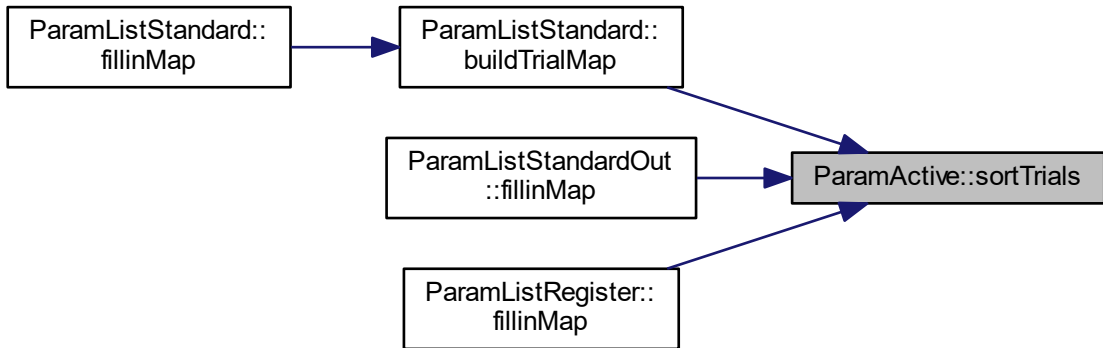 ParamListStandard::
fillinMap
ParamListStandard::
buildTrialMap
ParamListStandardOut
::fillinMap
ParamActive::sortTrials
ParamListRegister::
fillinMap